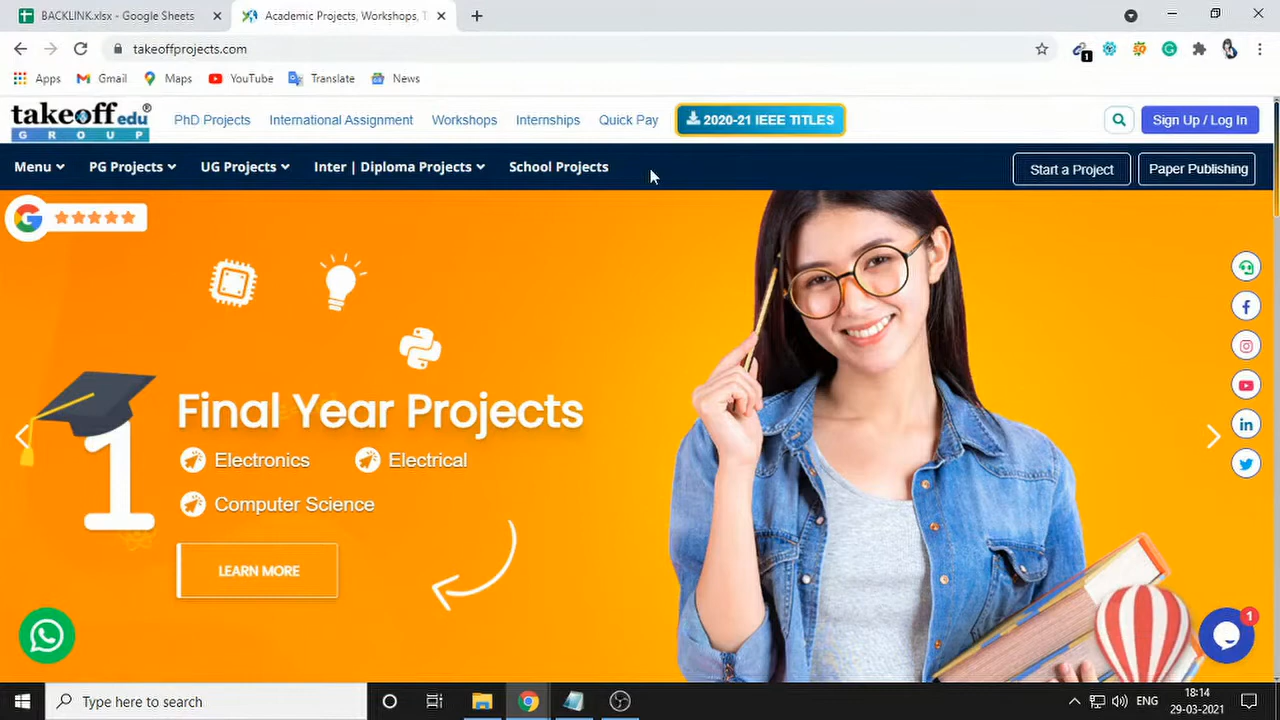 BACKLINK.xlsx - Google Sheets
Academic Projects, Workshops, T
takeoffprojects.com
1
Apps
Gmail
Maps
YouTube
Translate
News
takeoff edu®
GROUP
PhD Projects
International Assignment
Workshops
Internships
Quick Pay
2020-21 IEEE TITLES
Sign Up / Log In
Menu
PG Projects
UG Projects
Inter | Diploma Projects
School Projects
Start a Project
Paper Publishing
1
Final Year Projects
Electronics
Electrical
Computer Science
LEARN MORE
1
Type here to search
ENG
18:14
29-03-2021